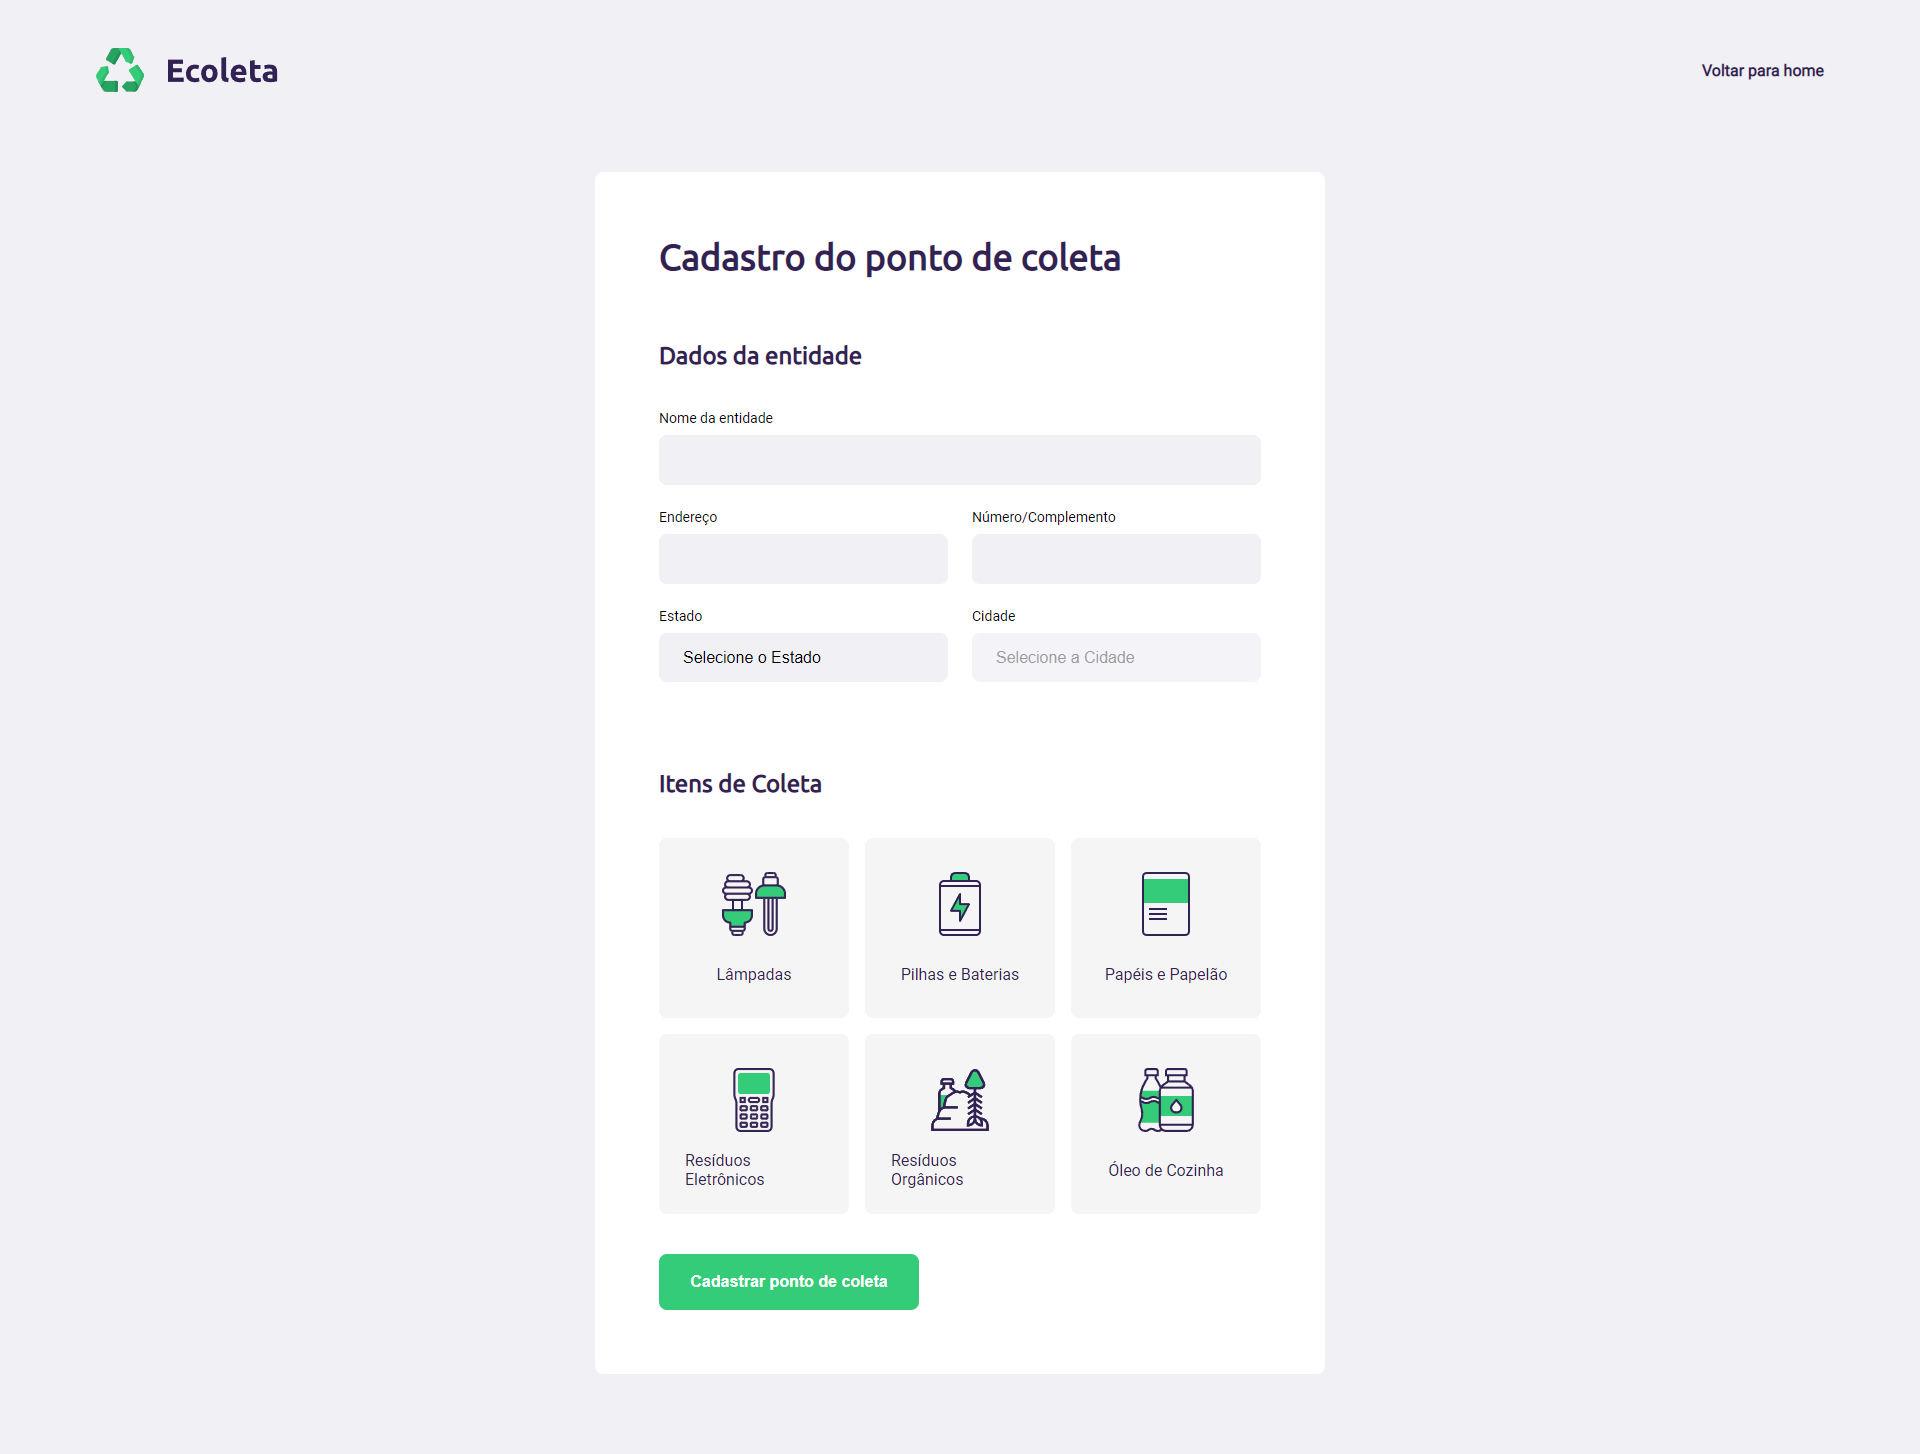 Ecoleta
Voltar para home
Cadastro do ponto de coleta
Dados da entidade
Nome da entidade
Endereço
Número/Complemento
Estado
Cidade
Selecione o Estado
Selecione a Cidade
Itens de Coleta
Lâmpadas
Pilhas e Baterias
Papéis e Papelão
Resíduos
Eletrônicos
Resíduos
Orgânicos
Óleo de Cozinha
Cadastrar ponto de coleta